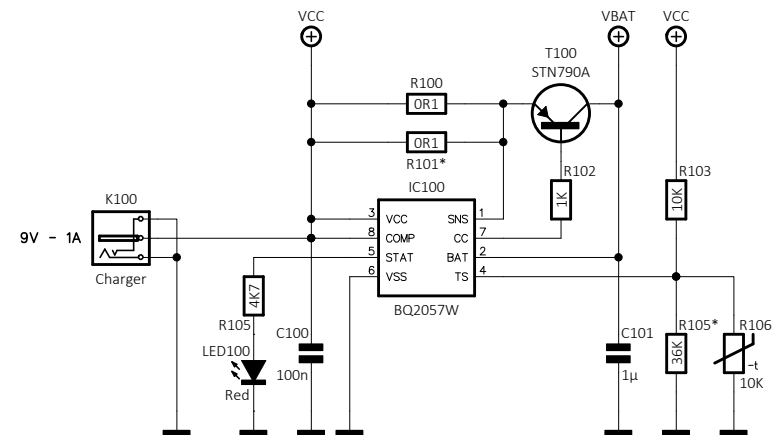 VCC
VBAT
VCC
T100
STN790A
R100
0R1
0R1
R101*
R102
1K
R103
10K
IC100
K100
9V - 1A
Charger
3 VCC SNS 1
8 COMP CC 7
5 STAT BAT 2
6 VSS TS 4
BQ2057W
4K7
R105
LED100
Red
C100
100n
C101
1µ
R105*
36K
R106
-t
10K